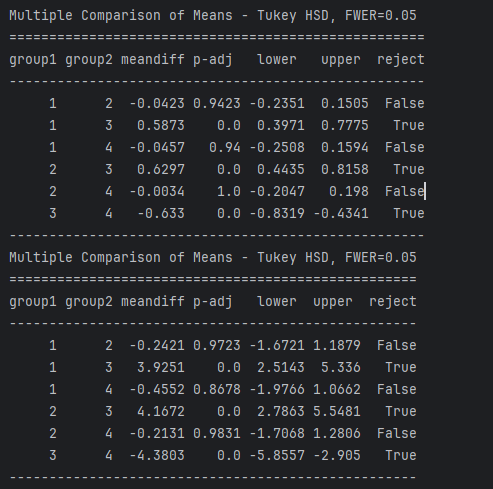 Multiple Comparison of Means - Tukey HSD, FWER=0.05
====================================================
group1 group2 meandiff p-adj   lower   upper  reject
----------------------------------------------------
     1      2  -0.0423 0.9423 -0.2351  0.1505  False
     1      3   0.5873    0.0  0.3971  0.7775   True
     1      4  -0.0457   0.94 -0.2508  0.1594  False
     2      3   0.6297    0.0  0.4435  0.8158   True
     2      4  -0.0034    1.0 -0.2047   0.198  False
     3      4   -0.633    0.0 -0.8319 -0.4341   True
----------------------------------------------------
Multiple Comparison of Means - Tukey HSD, FWER=0.05
===================================================
group1 group2 meandiff p-adj   lower  upper  reject
---------------------------------------------------
     1      2  -0.2421 0.9723 -1.6721 1.1879  False
     1      3   3.9251    0.0  2.5143  5.336   True
     1      4  -0.4552 0.8678 -1.9766 1.0662  False
     2      3   4.1672    0.0  2.7863 5.5481   True
     2      4  -0.2131 0.9831 -1.7068 1.2806  False
     3      4  -4.3803    0.0 -5.8557 -2.905   True
---------------------------------------------------